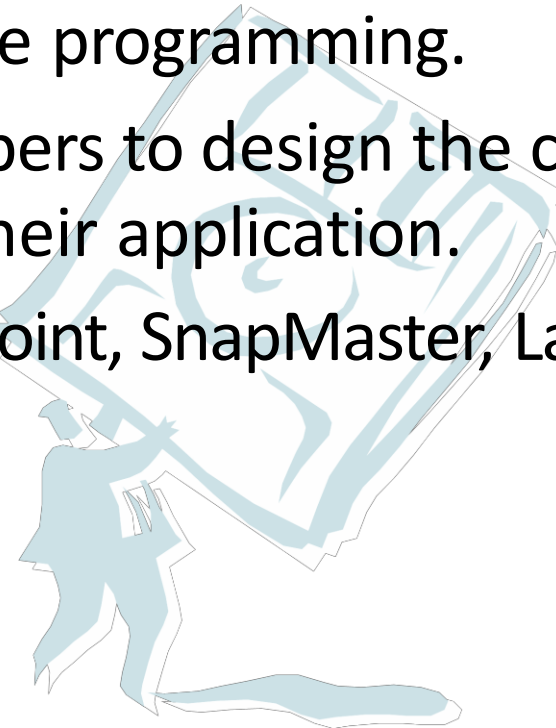 e programming.
pers to design the c
heir application.
oint, SnapMaster, La